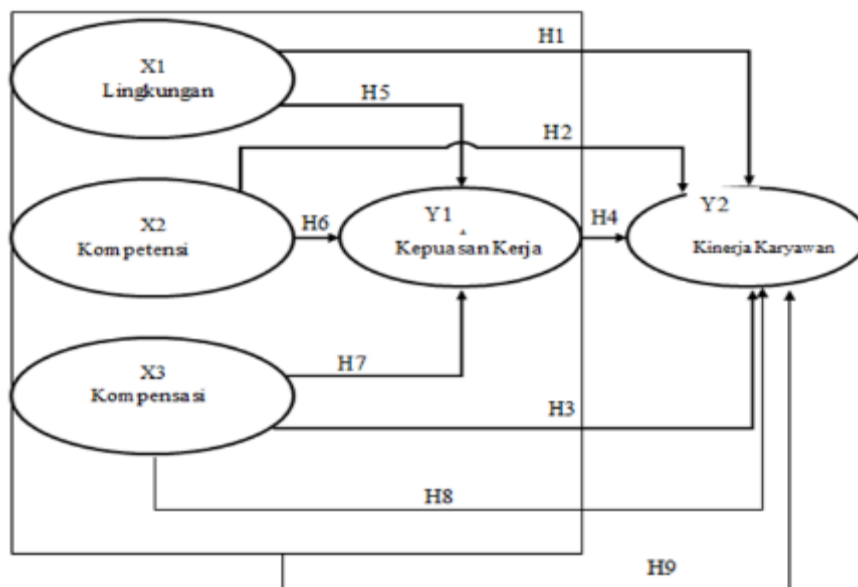 H1
X1
Lingkungan
H5
H2
X2
Kompetensi
H6
Y1
Kepuasan Kerja
H4
Y2
Kinerja Karyawan
X3
Kompensasi
H7
H3
H8
H9